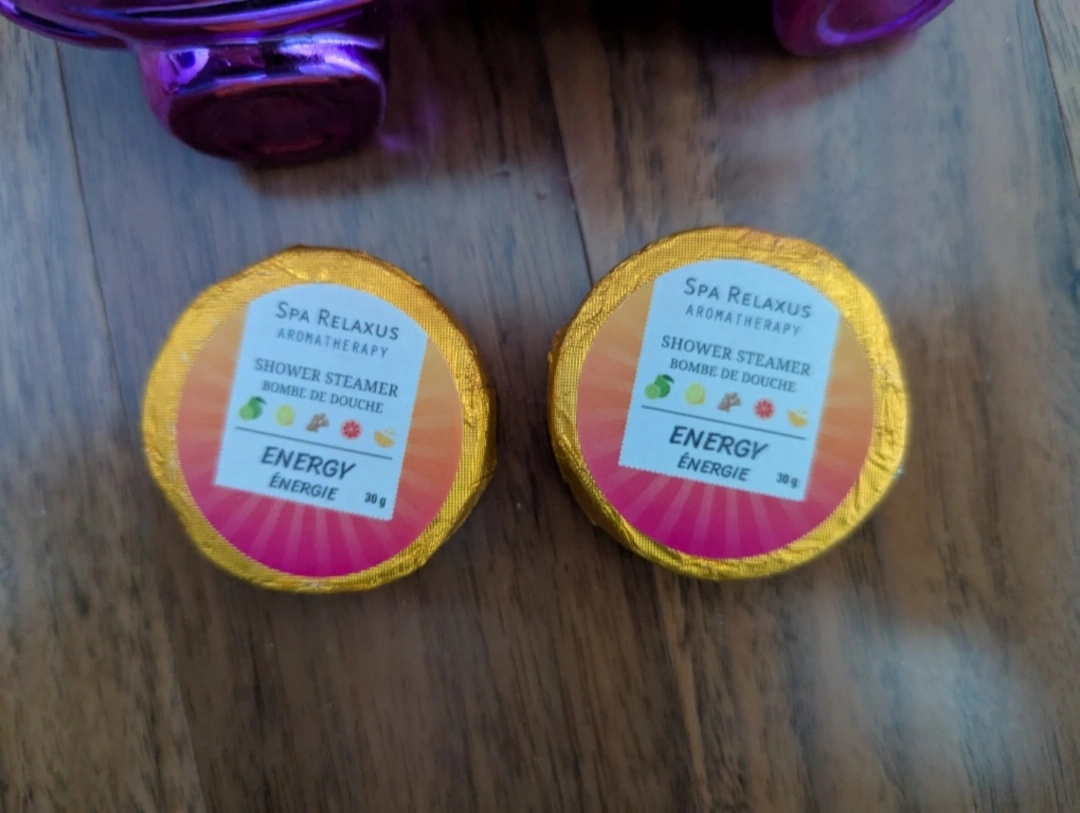 Spa Relaxus
AROMATHERAPY
SHOWER STEAMER
BOMBE DE DOUCHE
ENERGY
ÉNERGIE
30 g
Spa Relaxus
AROMATHERAPY
SHOWER STEAMER
BOMBE DE DOUCHE
ENERGY
ÉNERGIE
30 g